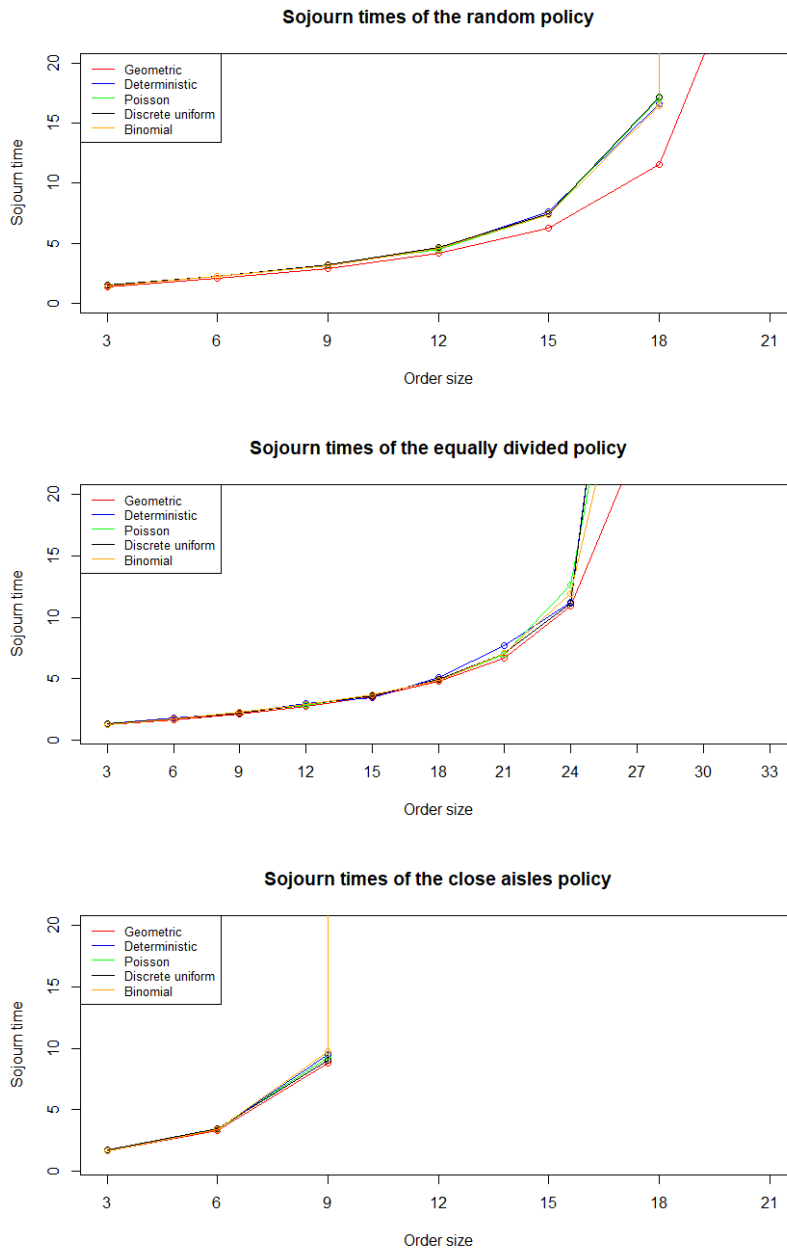 Sojourn times of the random policy
Geometric
Deterministic
Poisson
Discrete uniform
Binomial
Sojourn time
20
15
10
5
0
3 6 9 12 15 18 21
Order size
Sojourn times of the equally divided policy
Geometric
Deterministic
Poisson
Discrete uniform
Binomial
Sojourn time
20
15
10
5
0
3 6 9 12 15 18 21 24 27 30 33
Order size
Sojourn times of the close aisles policy
Geometric
Deterministic
Poisson
Discrete uniform
Binomial
Sojourn time
20
15
10
5
0
3 6 9 12 15 18 21
Order size